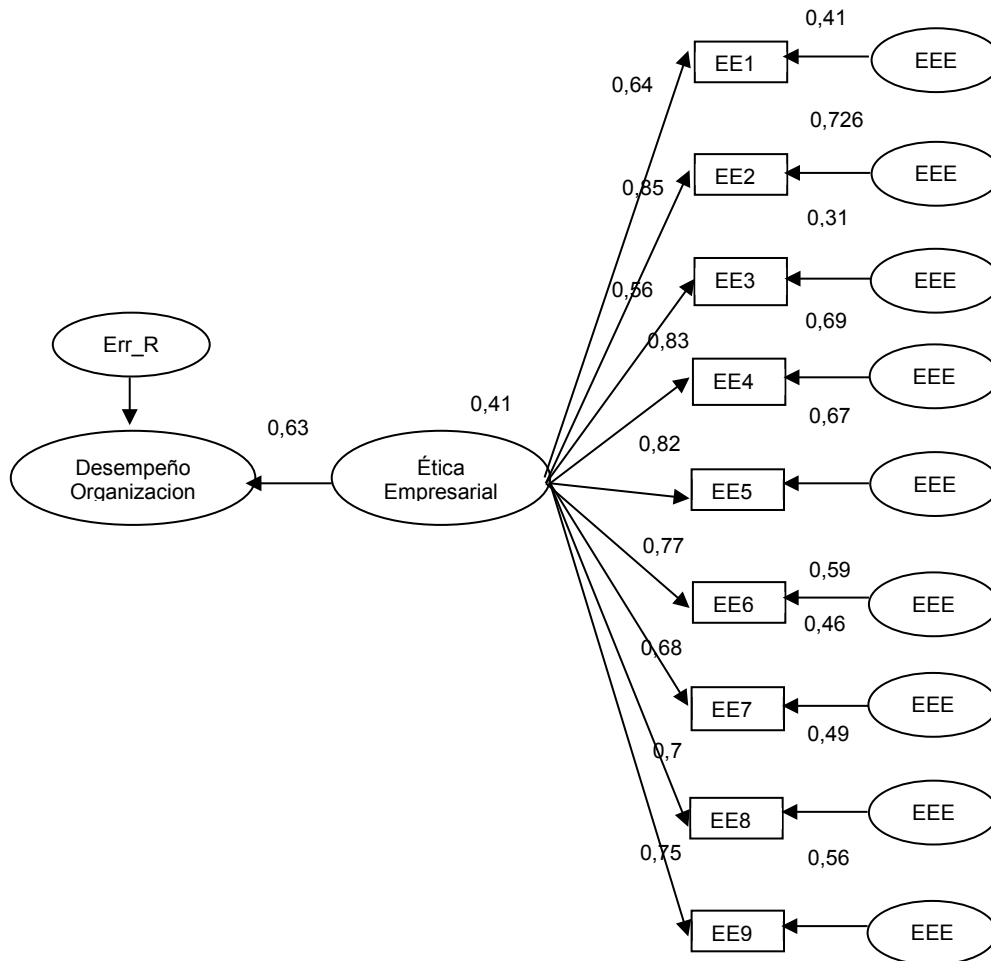 0,41
EE1
EEE
0,64
0,726
EE2
EEE
0,85
0,31
EE3
EEE
0,56
0,69
Err_R
0,83
EE4
EEE
0,41
0,67
0,63
0,82
Desempeño
Organizacion
Ética
Empresarial
EE5
EEE
0,77
0,59
EE6
EEE
0,46
0,68
EE7
EEE
0,49
0,7
EE8
EEE
0,75
0,56
EE9
EEE